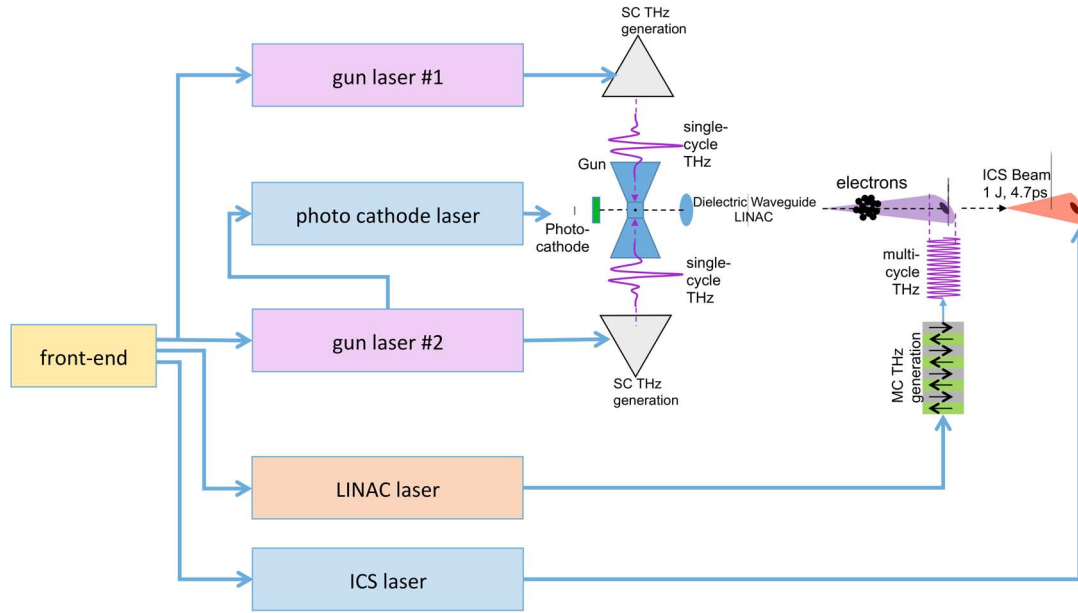 SC THz
generation
gun laser #1
single-
cycle
THz
Gun
photo cathode laser
Photo-
cathode
Dielectric Waveguide
LINAC
electrons
ICS Beam
1 J, 4.7ps
single-
cycle
THz
multi-
cycle
THz
front-end
gun laser #2
SC THz
generation
MC THz
generation
LINAC laser
ICS laser